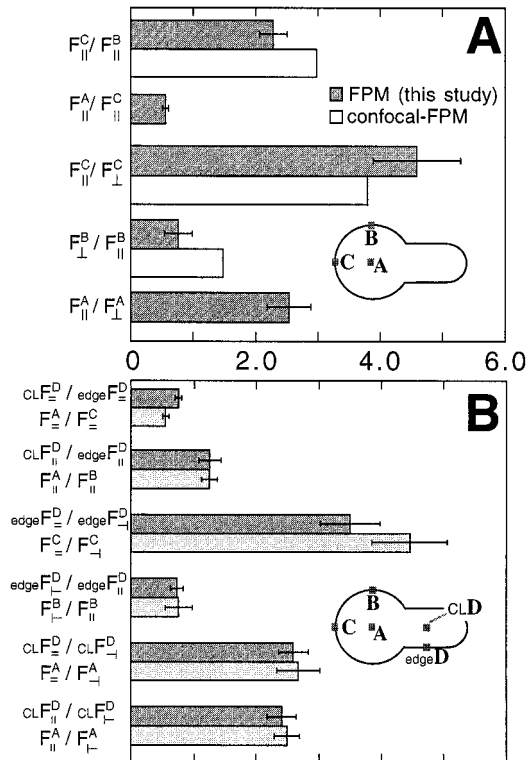 A
F∥^C / F∥^B
F∥^A / F∥^C
FPM (this study)
confocal-FPM
F∥^C / F⊥^C
F⊥^B / F∥^B
B
C A
F∥^A / F⊥^A
0 2.0 4.0 6.0
B
CLF=^D / edgeF=^D
F=^A / F=^C
CLF∥^D / edgeF∥^D
F∥^A / F∥^B
edgeF=^D / edgeF⊣^D
F=^C / F⊣^C
edgeF⊢^D / edgeF∥^D
F⊢^B / F∥^B
B
CLD
C A
edgeD
CLF=^D / CLF⊣^D
F=^A / F⊣^A
CLF∥^D / CLF⊢^D
F∥^A / F⊢^A